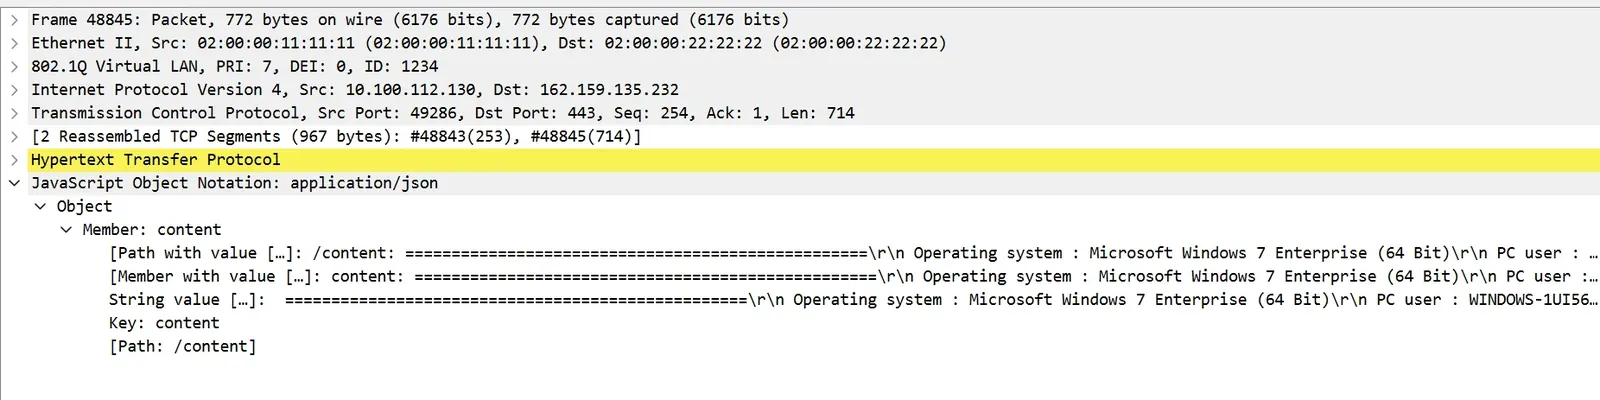 Frame 48845: Packet, 772 bytes on wire (6176 bits), 772 bytes captured (6176 bits)
Ethernet II, Src: 02:00:00:11:11:11 (02:00:00:11:11:11), Dst: 02:00:00:22:22:22 (02:00:00:22:22:22)
802.1Q Virtual LAN, PRI: 7, DEI: 0, ID: 1234
Internet Protocol Version 4, Src: 10.100.112.130, Dst: 162.159.135.232
Transmission Control Protocol, Src Port: 49286, Dst Port: 443, Seq: 254, Ack: 1, Len: 714
[2 Reassembled TCP Segments (967 bytes): #48843(253), #48845(714)]
Hypertext Transfer Protocol
JavaScript Object Notation: application/json
Object
Member: content
[Path with value […]: /content: ==================================================\r\n Operating system : Microsoft Windows 7 Enterprise (64 Bit)\r\n PC user : …
[Member with value […]: content: ==================================================\r\n Operating system : Microsoft Windows 7 Enterprise (64 Bit)\r\n PC user :…
String value […]:  ==================================================\r\n Operating system : Microsoft Windows 7 Enterprise (64 Bit)\r\n PC user : WINDOWS-1UI56…
Key: content
[Path: /content]